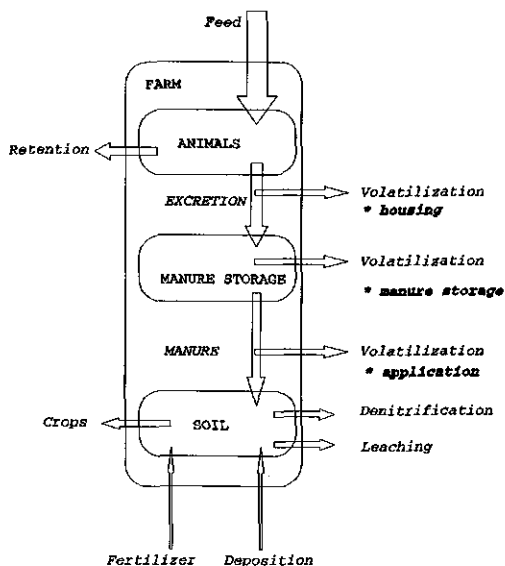 Feed
FARM
ANIMALS
Retention
EXCRETION
Volatilization
* housing
MANURE STORAGE
Volatilization
* manure storage
MANURE
Volatilization
* application
Crops
SOIL
Denitrification
Leaching
Fertilizer
Deposition